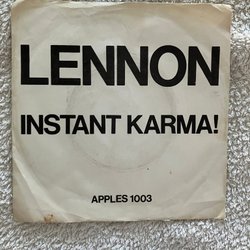 LENNON
INSTANT KARMA!
APPLES 1003